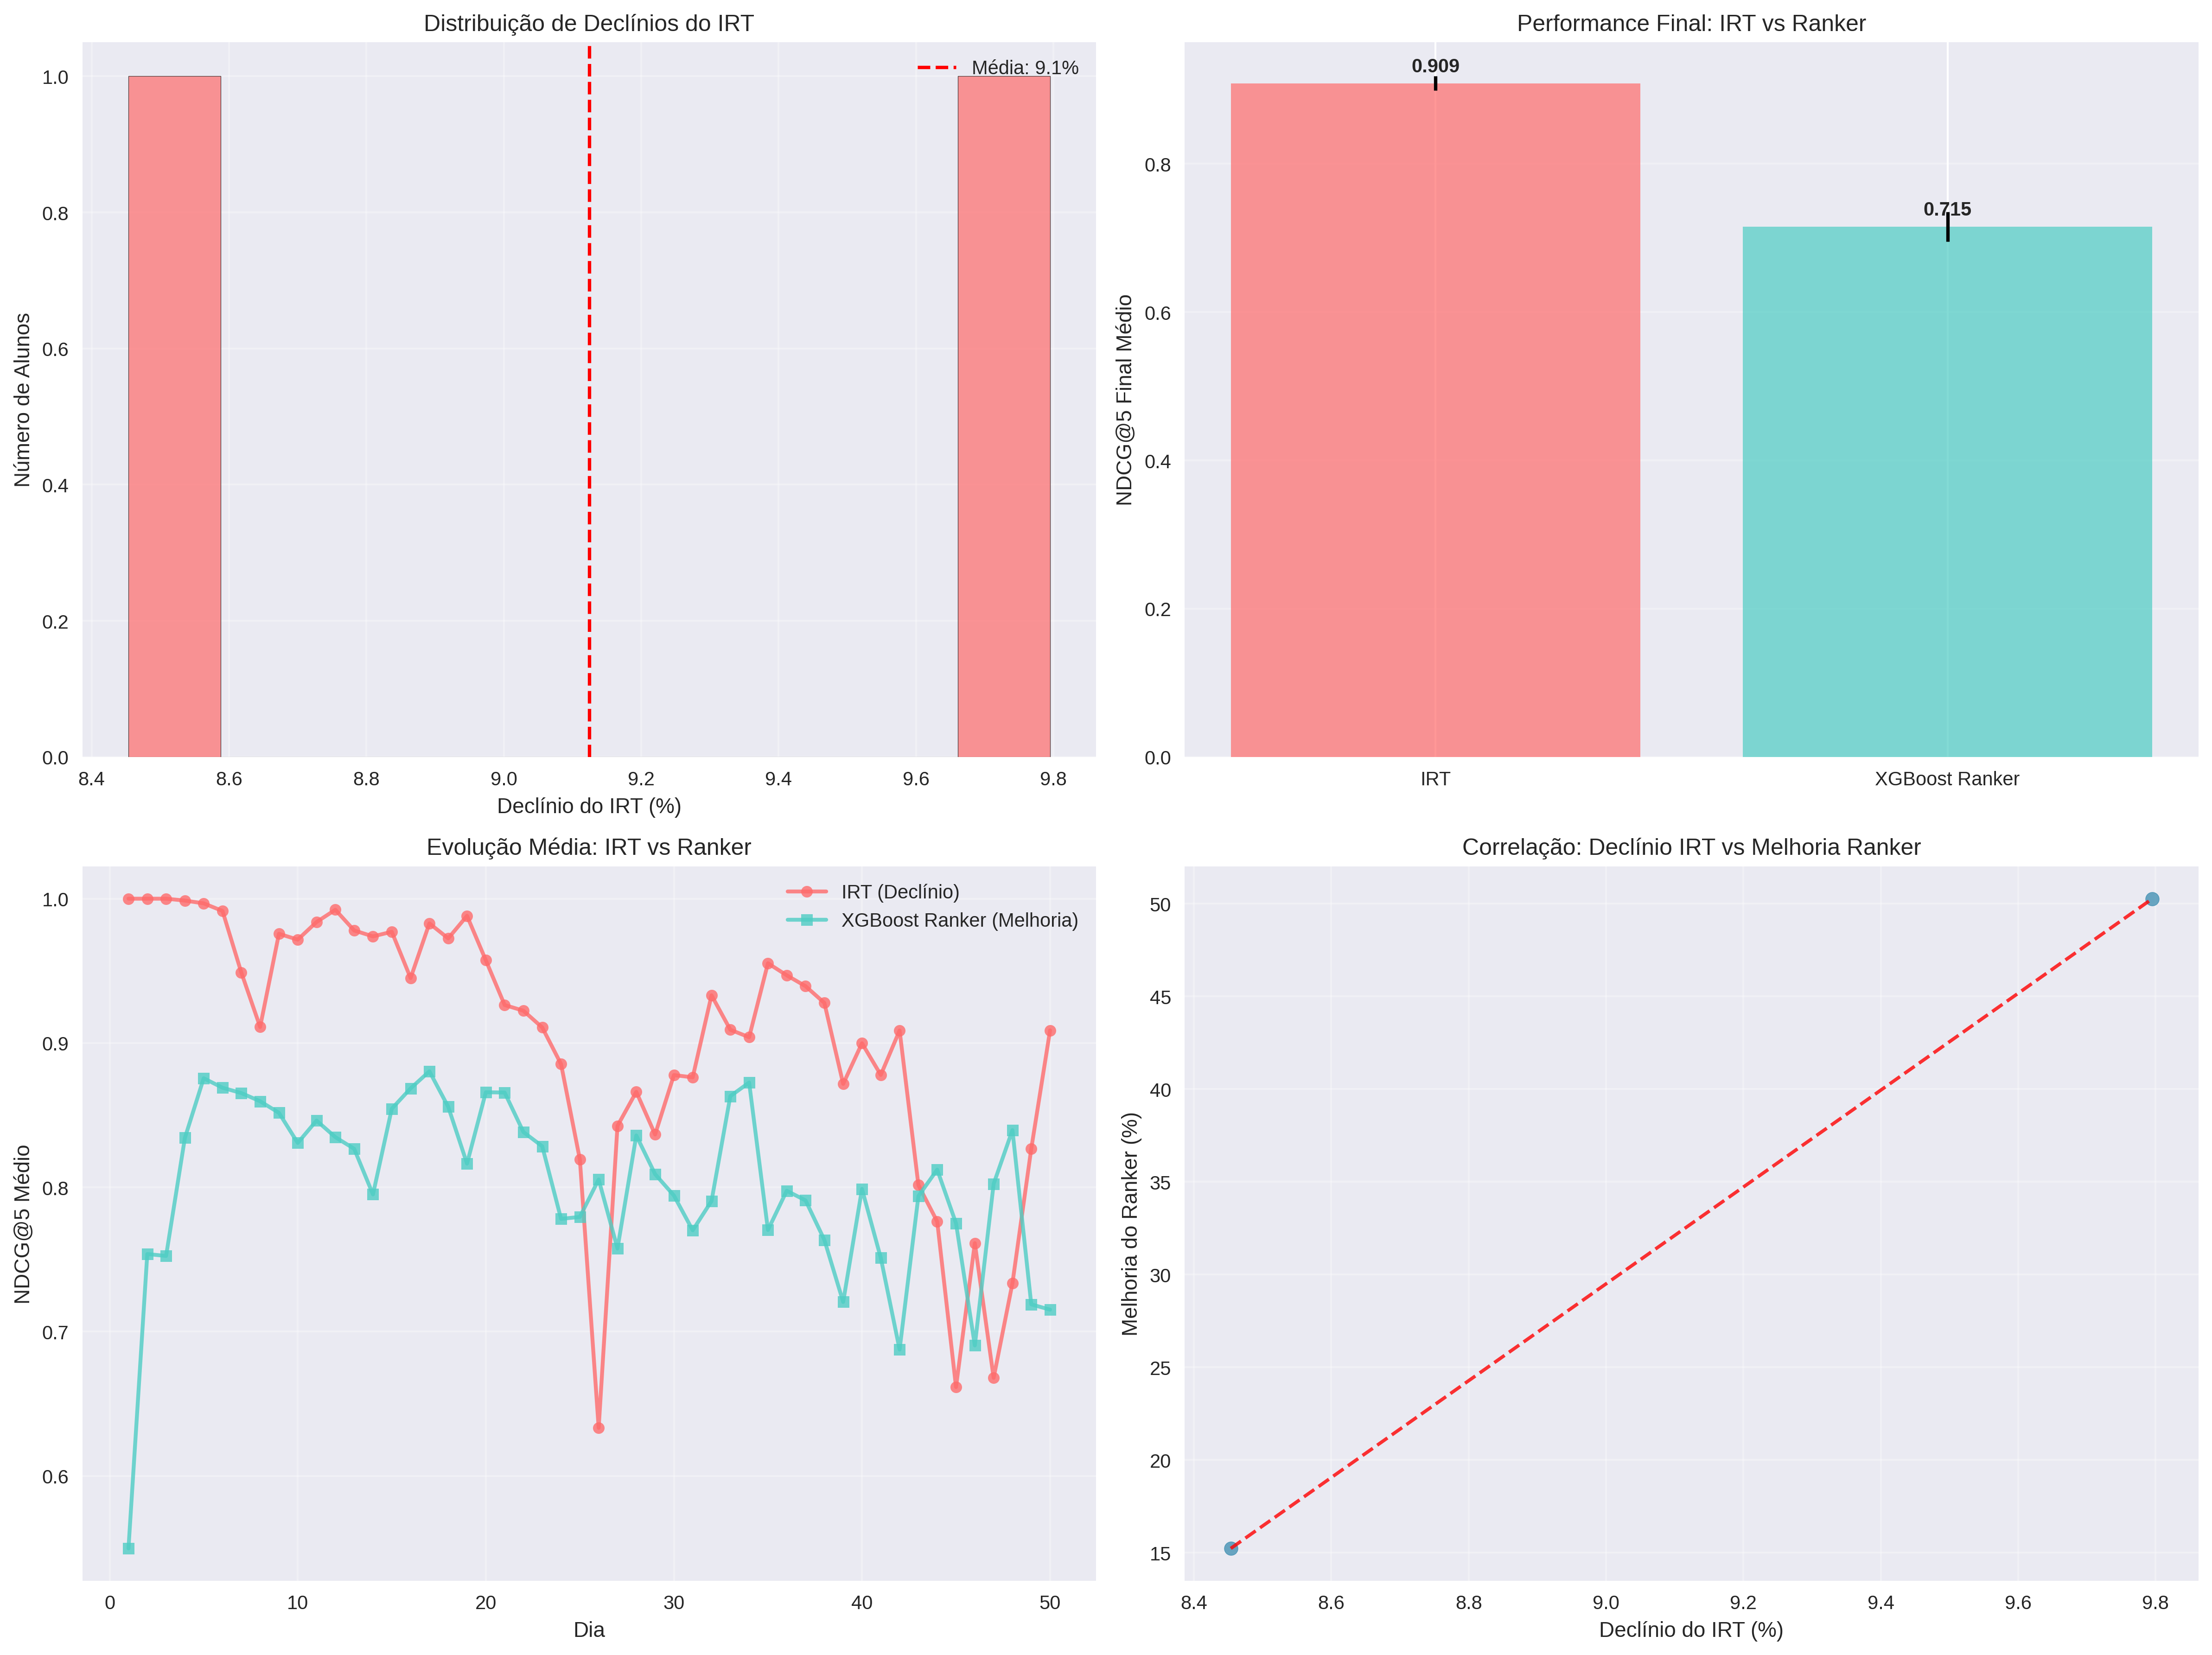 Distribuição de Declínios do IRT
Média: 9.1%
1.0
0.8
0.6
0.4
0.2
0.0
Número de Alunos
8.4 8.6 8.8 9.0 9.2 9.4 9.6 9.8
Declínio do IRT (%)
Performance Final: IRT vs Ranker
0.909
0.715
0.8
0.6
0.4
0.2
0.0
NDCG@5 Final Médio
IRT XGBoost Ranker
Evolução Média: IRT vs Ranker
IRT (Declínio)
XGBoost Ranker (Melhoria)
1.0
0.9
0.8
0.7
0.6
NDCG@5 Médio
0 10 20 30 40 50
Dia
Correlação: Declínio IRT vs Melhoria Ranker
50
45
40
35
30
25
20
15
Melhoria do Ranker (%)
8.4 8.6 8.8 9.0 9.2 9.4 9.6 9.8
Declínio do IRT (%)